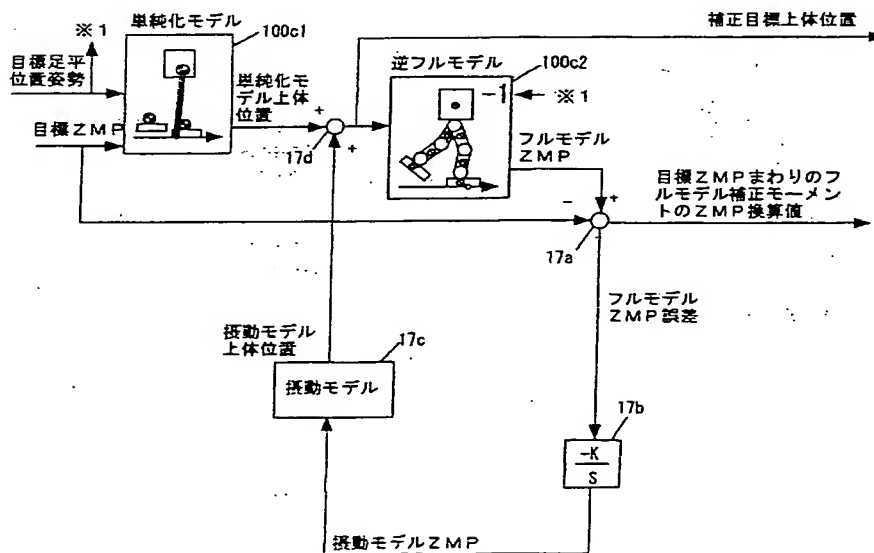 ※1
単純化モデル
100c1
目標足平
位置姿勢
目標ZMP
単純化モ
デル上体
位置
+
+
17d
補正目標上体位置
逆フルモデル
100c2
-1
※1
フルモデル
ZMP
-
+
17a
目標ZMPまわりのフ
ルモデル補正モーメン
トのZMP換算値
フルモデル
ZMP誤差
摂動モデル
上体位置
17c
摂動モデル
17b
-K
S
摂動モデルZMP